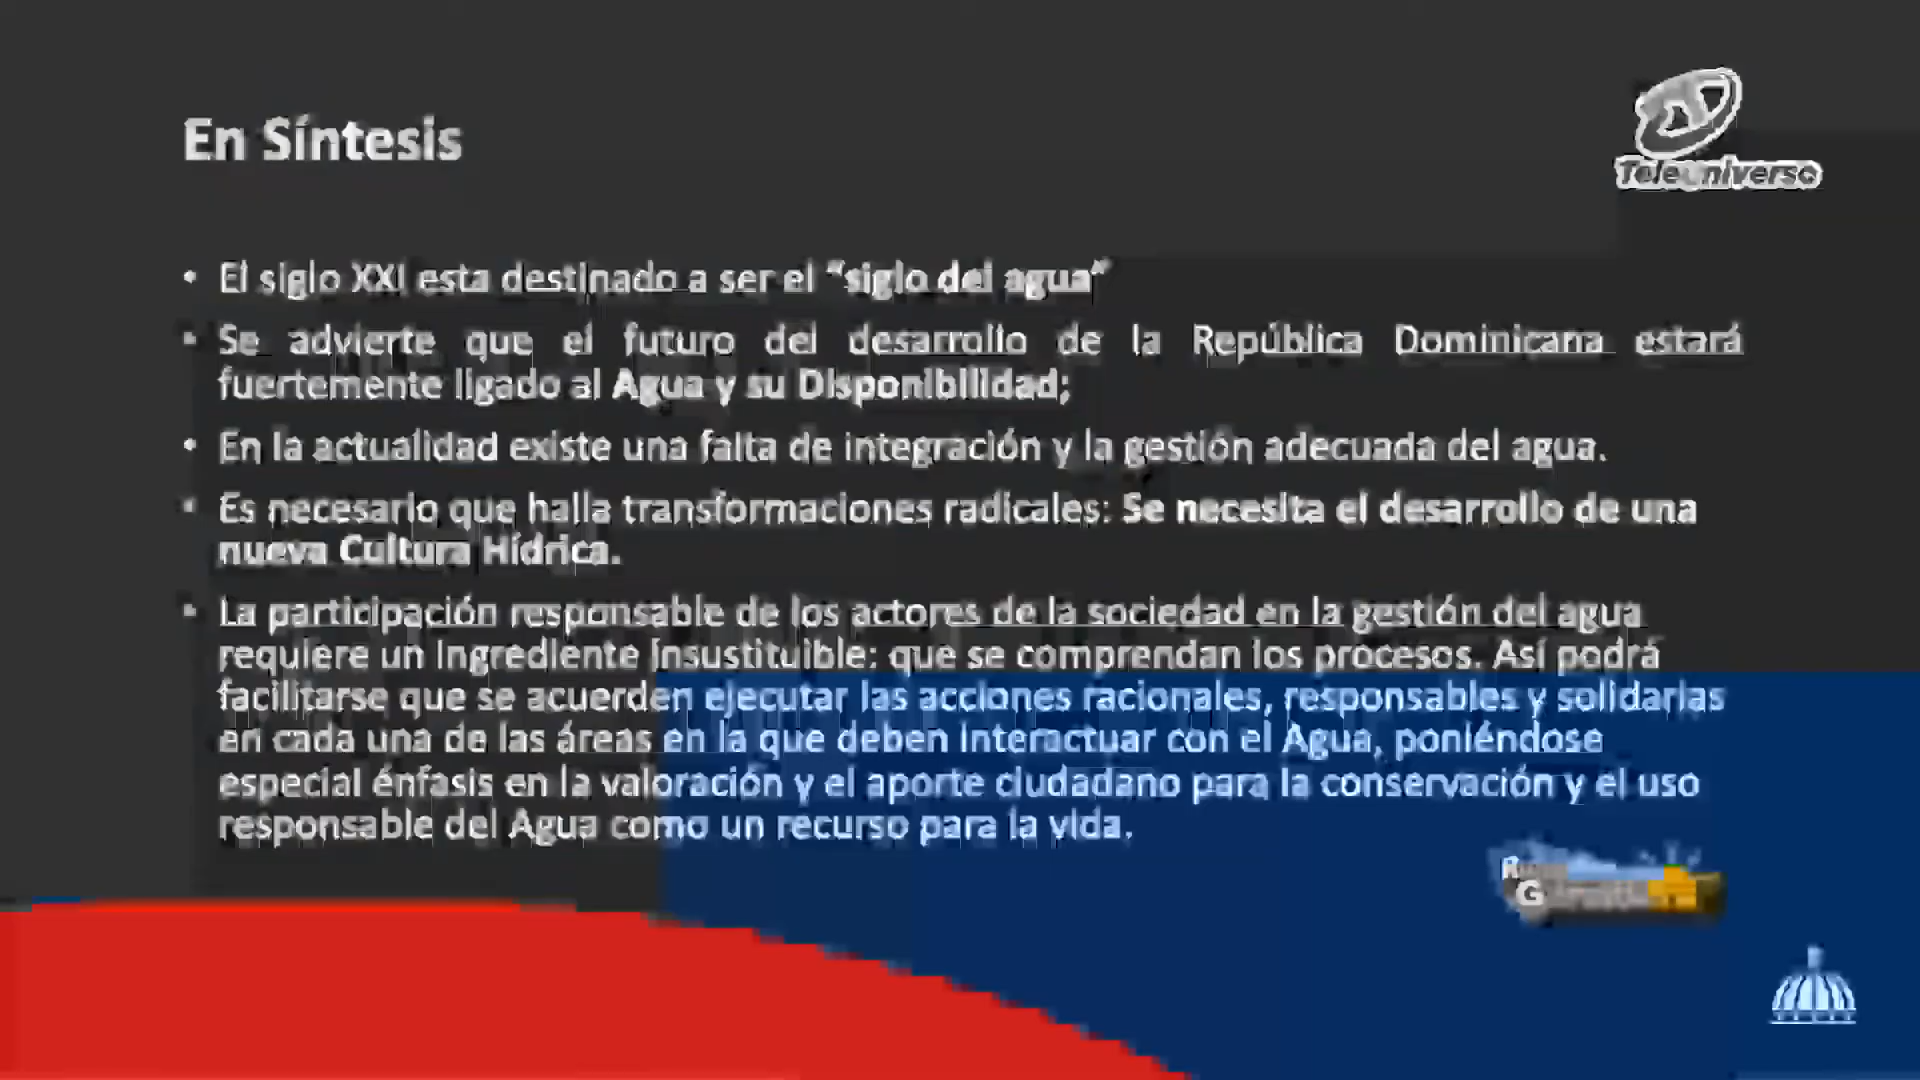 En Síntesis
Teleuniverso
• El siglo XXI esta destinado a ser el "siglo del agua"
• Se advierte que el futuro del desarrollo de la República Dominicana estará
fuertemente ligado al Agua y su Disponibilidad;
• En la actualidad existe una falta de integración y la gestión adecuada del agua.
• Es necesario que halla transformaciones radicales: Se necesita el desarrollo de una
nueva Cultura Hídrica.
• La participación responsable de los actores de la sociedad en la gestión del agua
requiere un ingrediente insustituible: que se comprendan los procesos. Así podrá
facilitarse que se acuerden ejecutar las acciones racionales, responsables y solidarias
en cada una de las áreas en la que deben interactuar con el Agua, poniéndose
especial énfasis en la valoración y el aporte ciudadano para la conservación y el uso
responsable del Agua como un recurso para la vida.